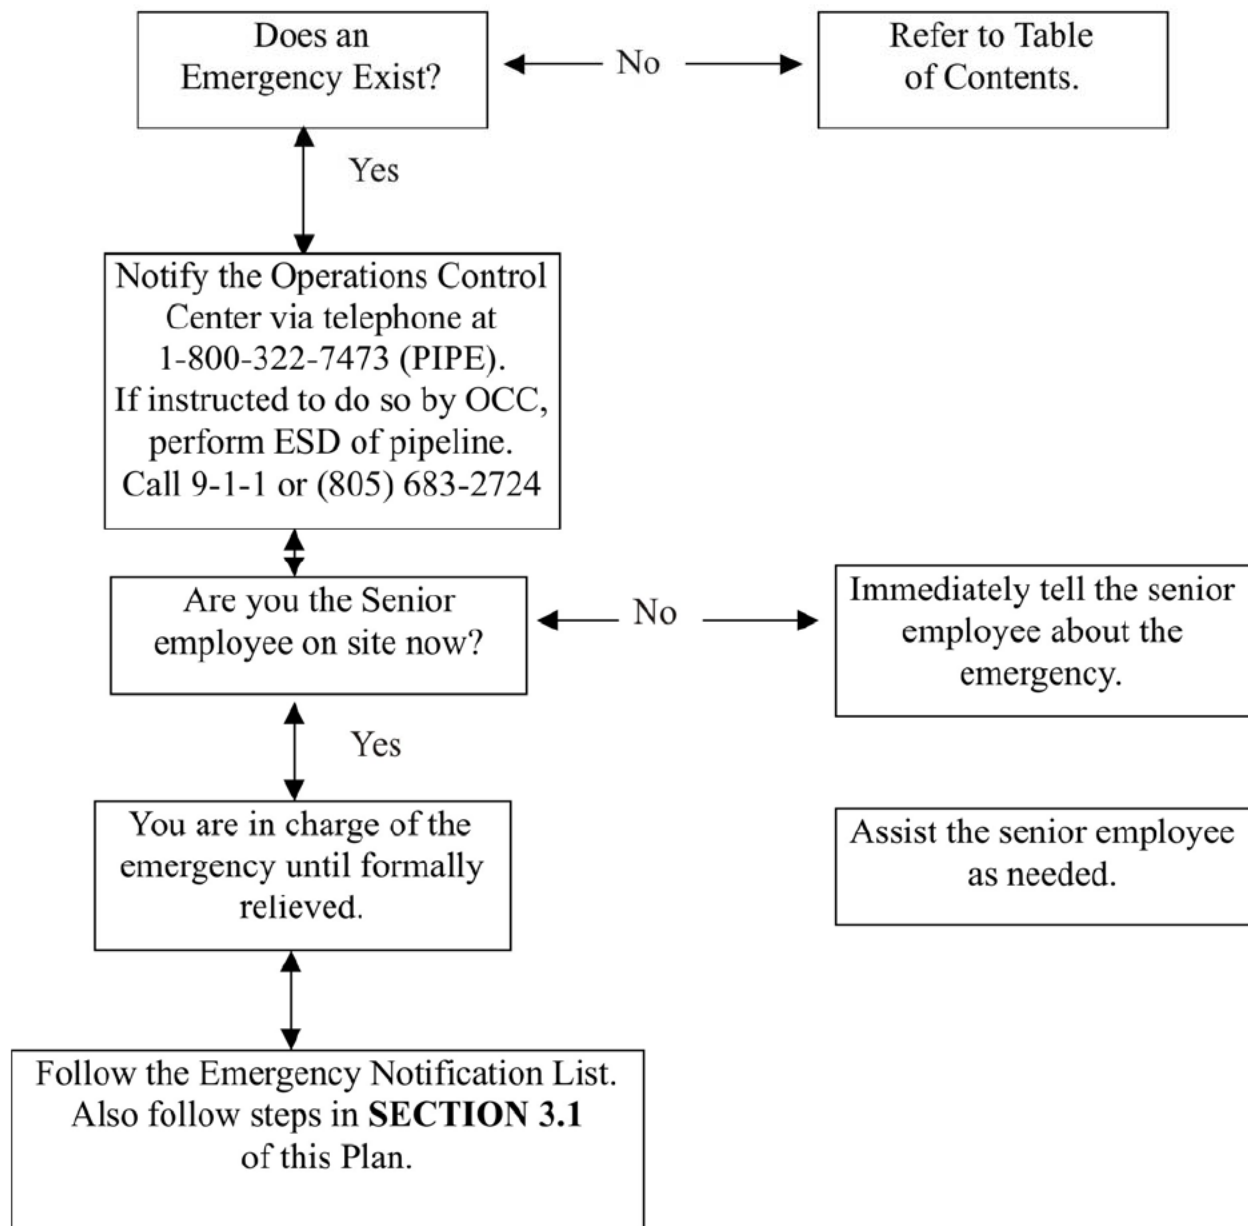 Does an
Emergency Exist?
No
Refer to Table
of Contents.
Yes
Notify the Operations Control
Center via telephone at
1-800-322-7473 (PIPE).
If instructed to do so by OCC,
perform ESD of pipeline.
Call 9-1-1 or (805) 683-2724
Are you the Senior
employee on site now?
No
Immediately tell the senior
employee about the
emergency.
Yes
You are in charge of the
emergency until formally
relieved.
Assist the senior employee
as needed.
Follow the Emergency Notification List.
Also follow steps in SECTION 3.1
of this Plan.